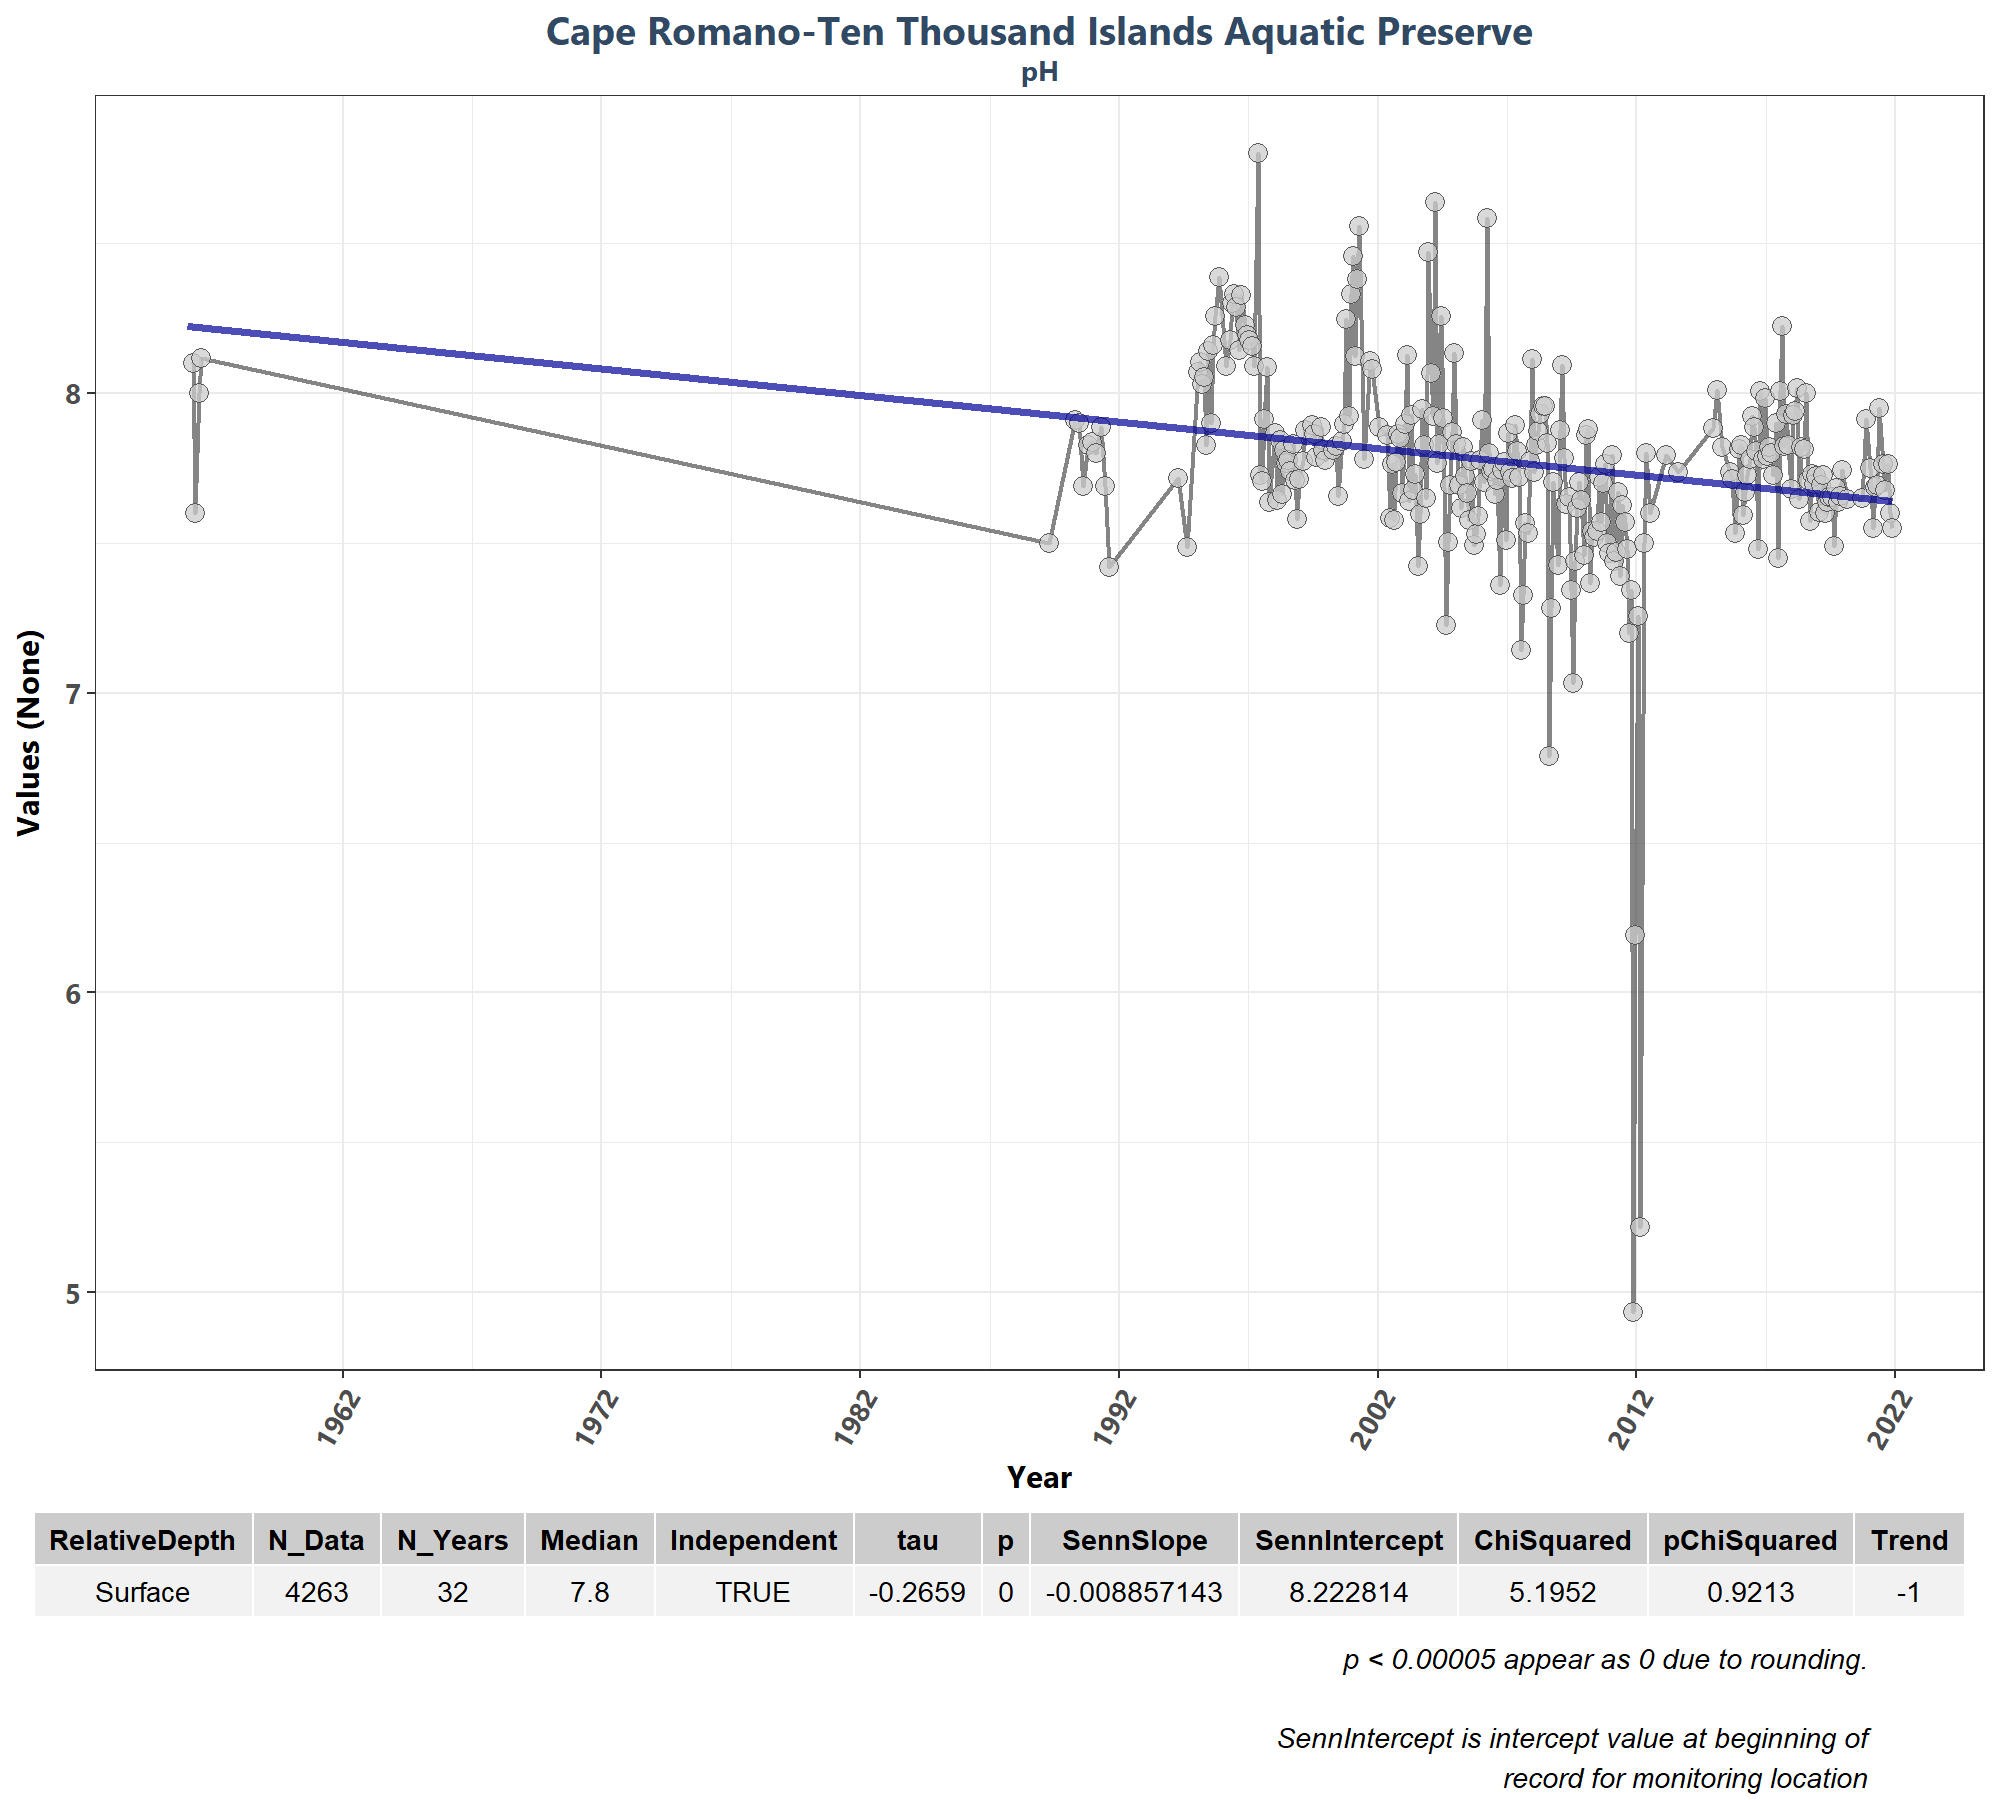 Cape Romano-Ten Thousand Islands Aquatic Preserve
pH
Values (None)
8
7
6
5
1962 1972 1982 1992 2002 2012 2022
Year
RelativeDepth N_Data N_Years Median Independent tau p SennSlope SennIntercept ChiSquared pChiSquared Trend
Surface 4263 32 7.8 TRUE -0.2659 0 -0.008857143 8.222814 5.1952 0.9213 -1
p < 0.00005 appear as 0 due to rounding.
SennIntercept is intercept value at beginning of
record for monitoring location